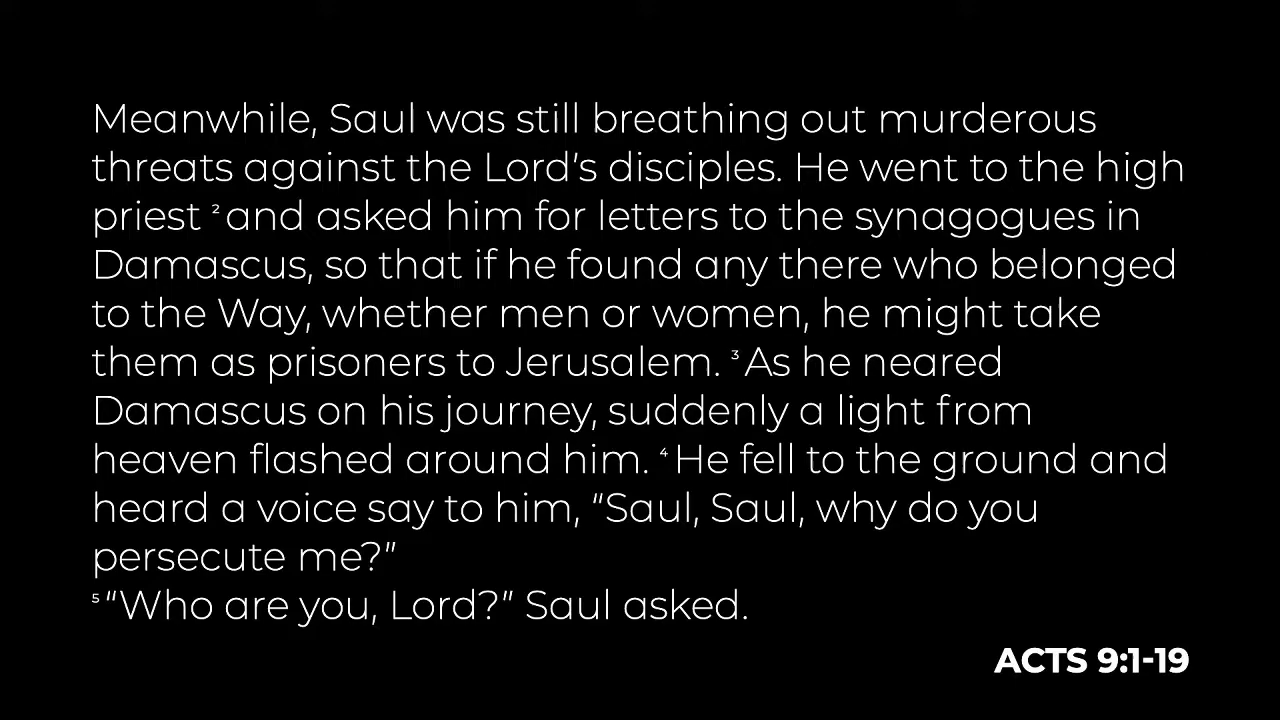 Meanwhile, Saul was still breathing out murderous
threats against the Lord’s disciples. He went to the high
priest ² and asked him for letters to the synagogues in
Damascus, so that if he found any there who belonged
to the Way, whether men or women, he might take
them as prisoners to Jerusalem. ³ As he neared
Damascus on his journey, suddenly a light from
heaven flashed around him. ⁴ He fell to the ground and
heard a voice say to him, “Saul, Saul, why do you
persecute me?”
⁵ “Who are you, Lord?” Saul asked.
ACTS 9:1-19